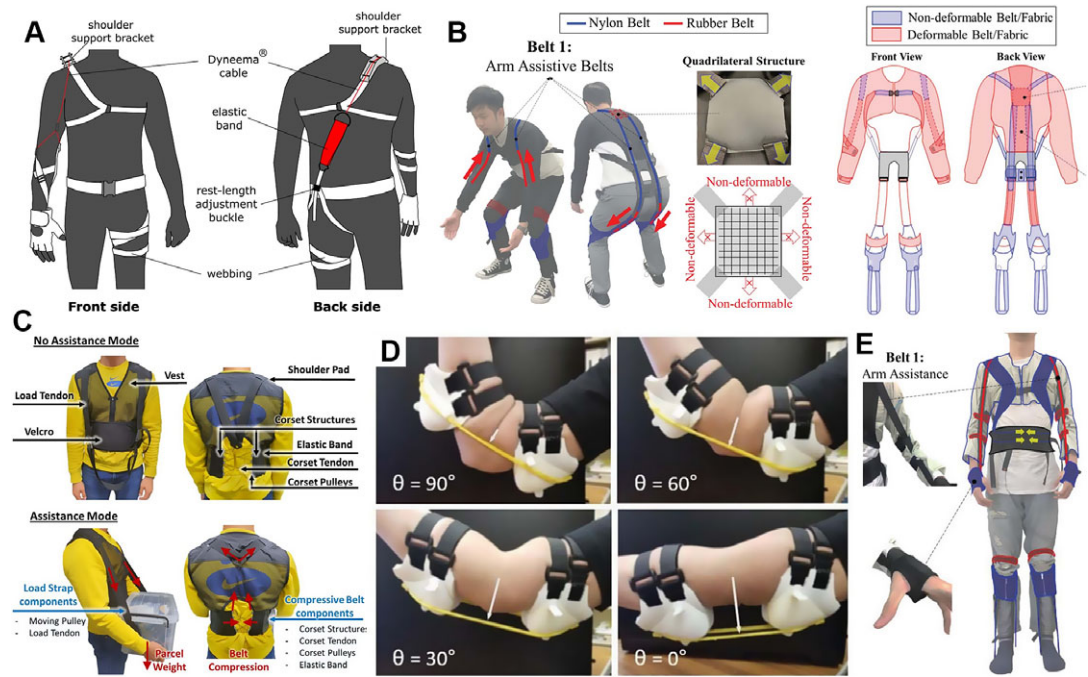 A
shoulder
support bracket
shoulder
support bracket
Dyneema®
cable
elastic
band
rest-length
adjustment
buckle
webbing
Front side
Back side
B
Nylon Belt
Rubber Belt
Belt 1:
Arm Assistive Belts
Quadrilateral Structure
Non-deformable
Non-deformable
Non-deformable
Non-deformable
Non-deformable Belt/Fabric
Deformable Belt/Fabric
Front View
Back View
C
No Assistance Mode
Vest
Load Tendon
Velcro
Shoulder Pad
Corset Structures
Elastic Band
Corset Tendon
Corset Pulleys
Assistance Mode
Load Strap
components
- Moving Pulley
- Load Tendon
Parcel
Weight
Belt
Compression
Compressive Belt
components
- Corset Structure:
- Corset Tendon
- Corset Pulleys
- Elastic Band
D
θ = 90°
θ = 60°
θ = 30°
θ = 0°
E
Belt 1:
Arm Assistance